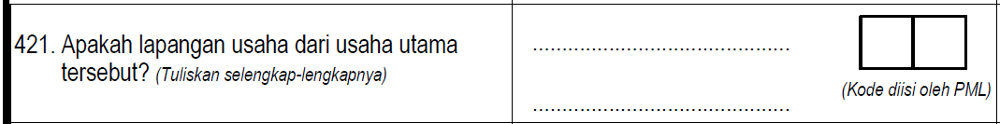 421. Apakah lapangan usaha dari usaha utama
tersebut? (Tuliskan selengkap-lengkapnya)
............................................
............................................
(Kode diisi oleh PML)